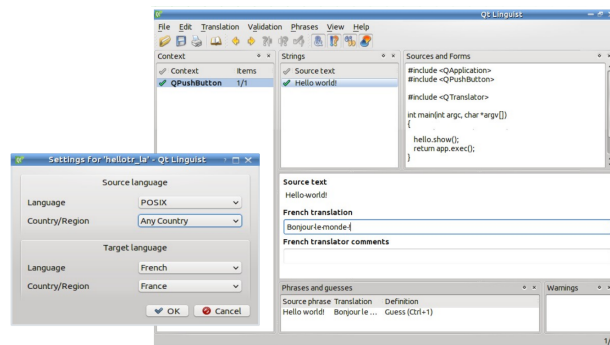 Qt Linguist
File Edit Translation Validation Phrases View Help
Context
Context Items
QPushButton 1/1
Strings
Source text
Hello world!
Sources and Forms
#include <QApplication>
#include <QPushButton>
#include <QTranslator>
int main(int argc, char *argv[])
{
hello.show();
return app.exec();
}
Settings for 'hellotr_la' - Qt Linguist
Source language
Language POSIX
Country/Region Any Country
Target language
Language French
Country/Region France
OK Cancel
Source text
Hello·world!
French translation
Bonjour·le·monde·!
French translator comments
Phrases and guesses
Source phrase Translation Definition
Hello world! Bonjour le ... Guess (Ctrl+1)
Warnings